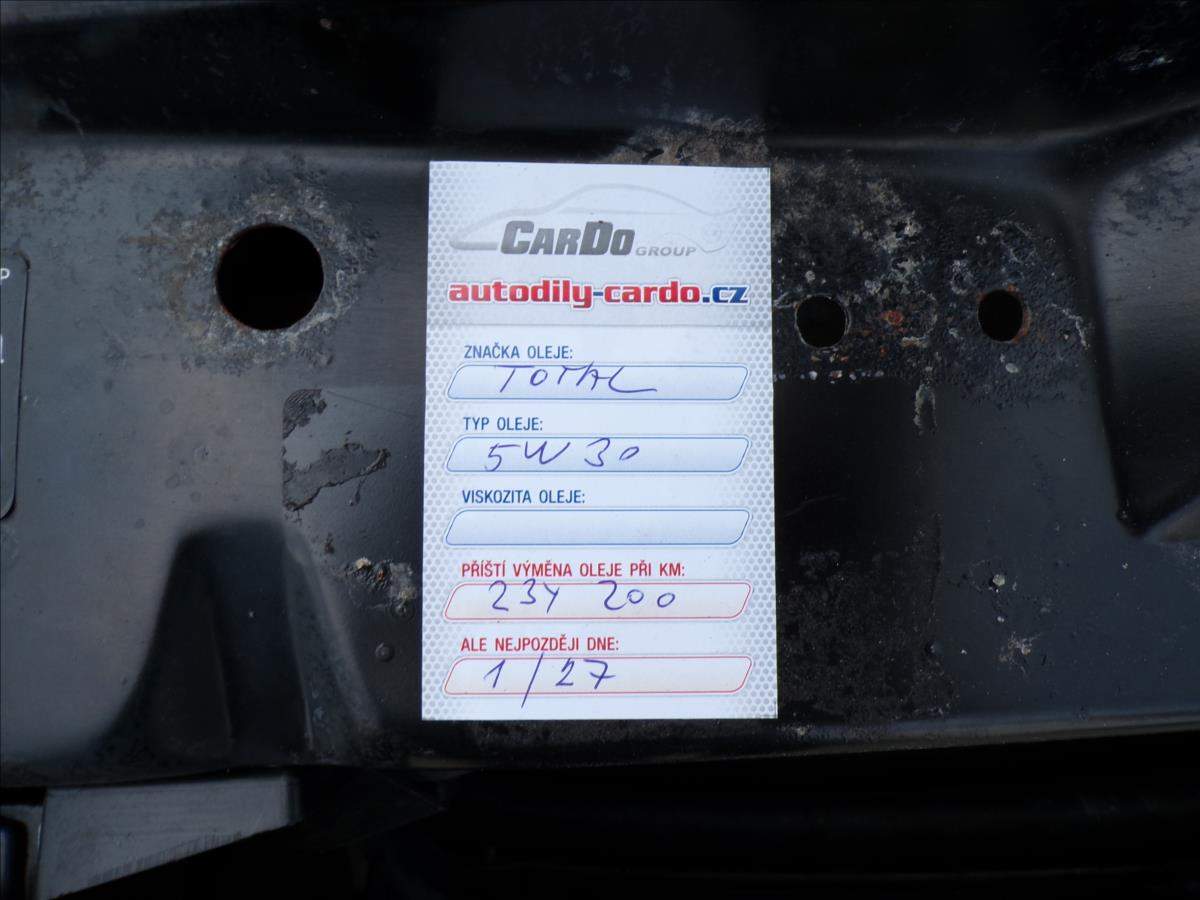 CARDO GROUP
autodily-cardo.cz
ZNAČKA OLEJE:
TOTAL
TYP OLEJE:
5W30
VISKOZITA OLEJE:
PŘÍŠTÍ VÝMĚNA OLEJE PŘI KM:
234 200
ALE NEJPOZDĚJI DNE:
1/27
P